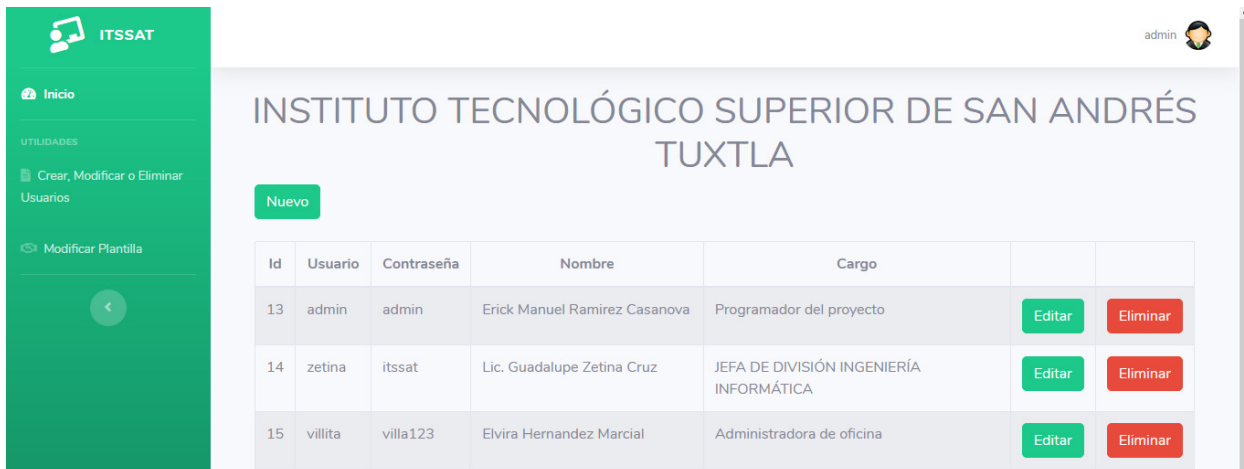 ITSSAT
admin
Inicio
UTILIDADES
Crear, Modificar o Eliminar
Usuarios
Modificar Plantilla
INSTITUTO TECNOLÓGICO SUPERIOR DE SAN ANDRÉS
TUXTLA
Nuevo
Id Usuario Contraseña Nombre Cargo
13 admin admin Erick Manuel Ramirez Casanova Programador del proyecto Editar Eliminar
14 zetina itssat Lic. Guadalupe Zetina Cruz JEFA DE DIVISIÓN INGENIERÍA
INFORMÁTICA Editar Eliminar
15 villita villa123 Elvira Hernandez Marcial Administradora de oficina Editar Eliminar